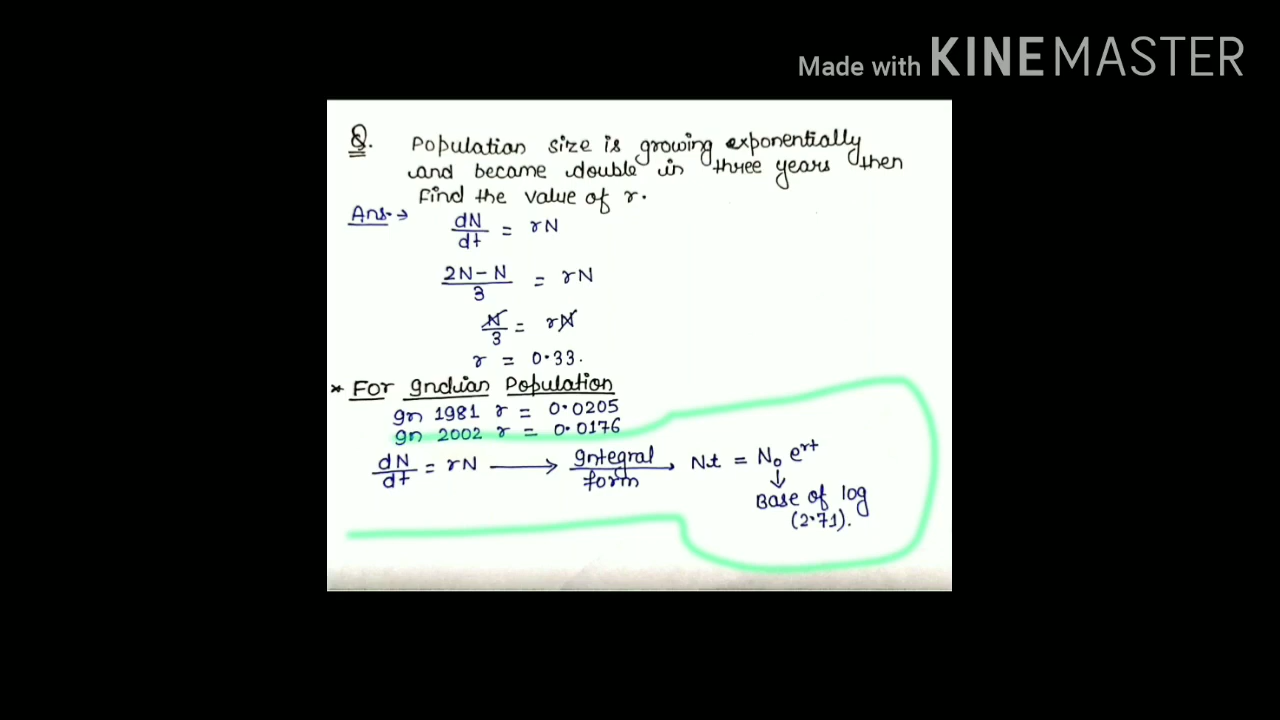 Made with KINEMASTER
Q. Population size is growing exponentially
and became double in three years then
Find the value of r.
Ans→ dN/dt = rN
2N-N/3 = rN
N/3 = rN
r = 0.33.
* For Indian Population
In 1981 r = 0.0205
In 2002 r = 0.0176
dN/dt = rN → Integral form, Nt = N₀ eʳᵗ
↓
Base of log
(2.71).